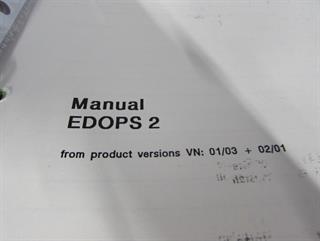 Manual
EDOPS 2
from product versions VN: 01/03 + 02/01